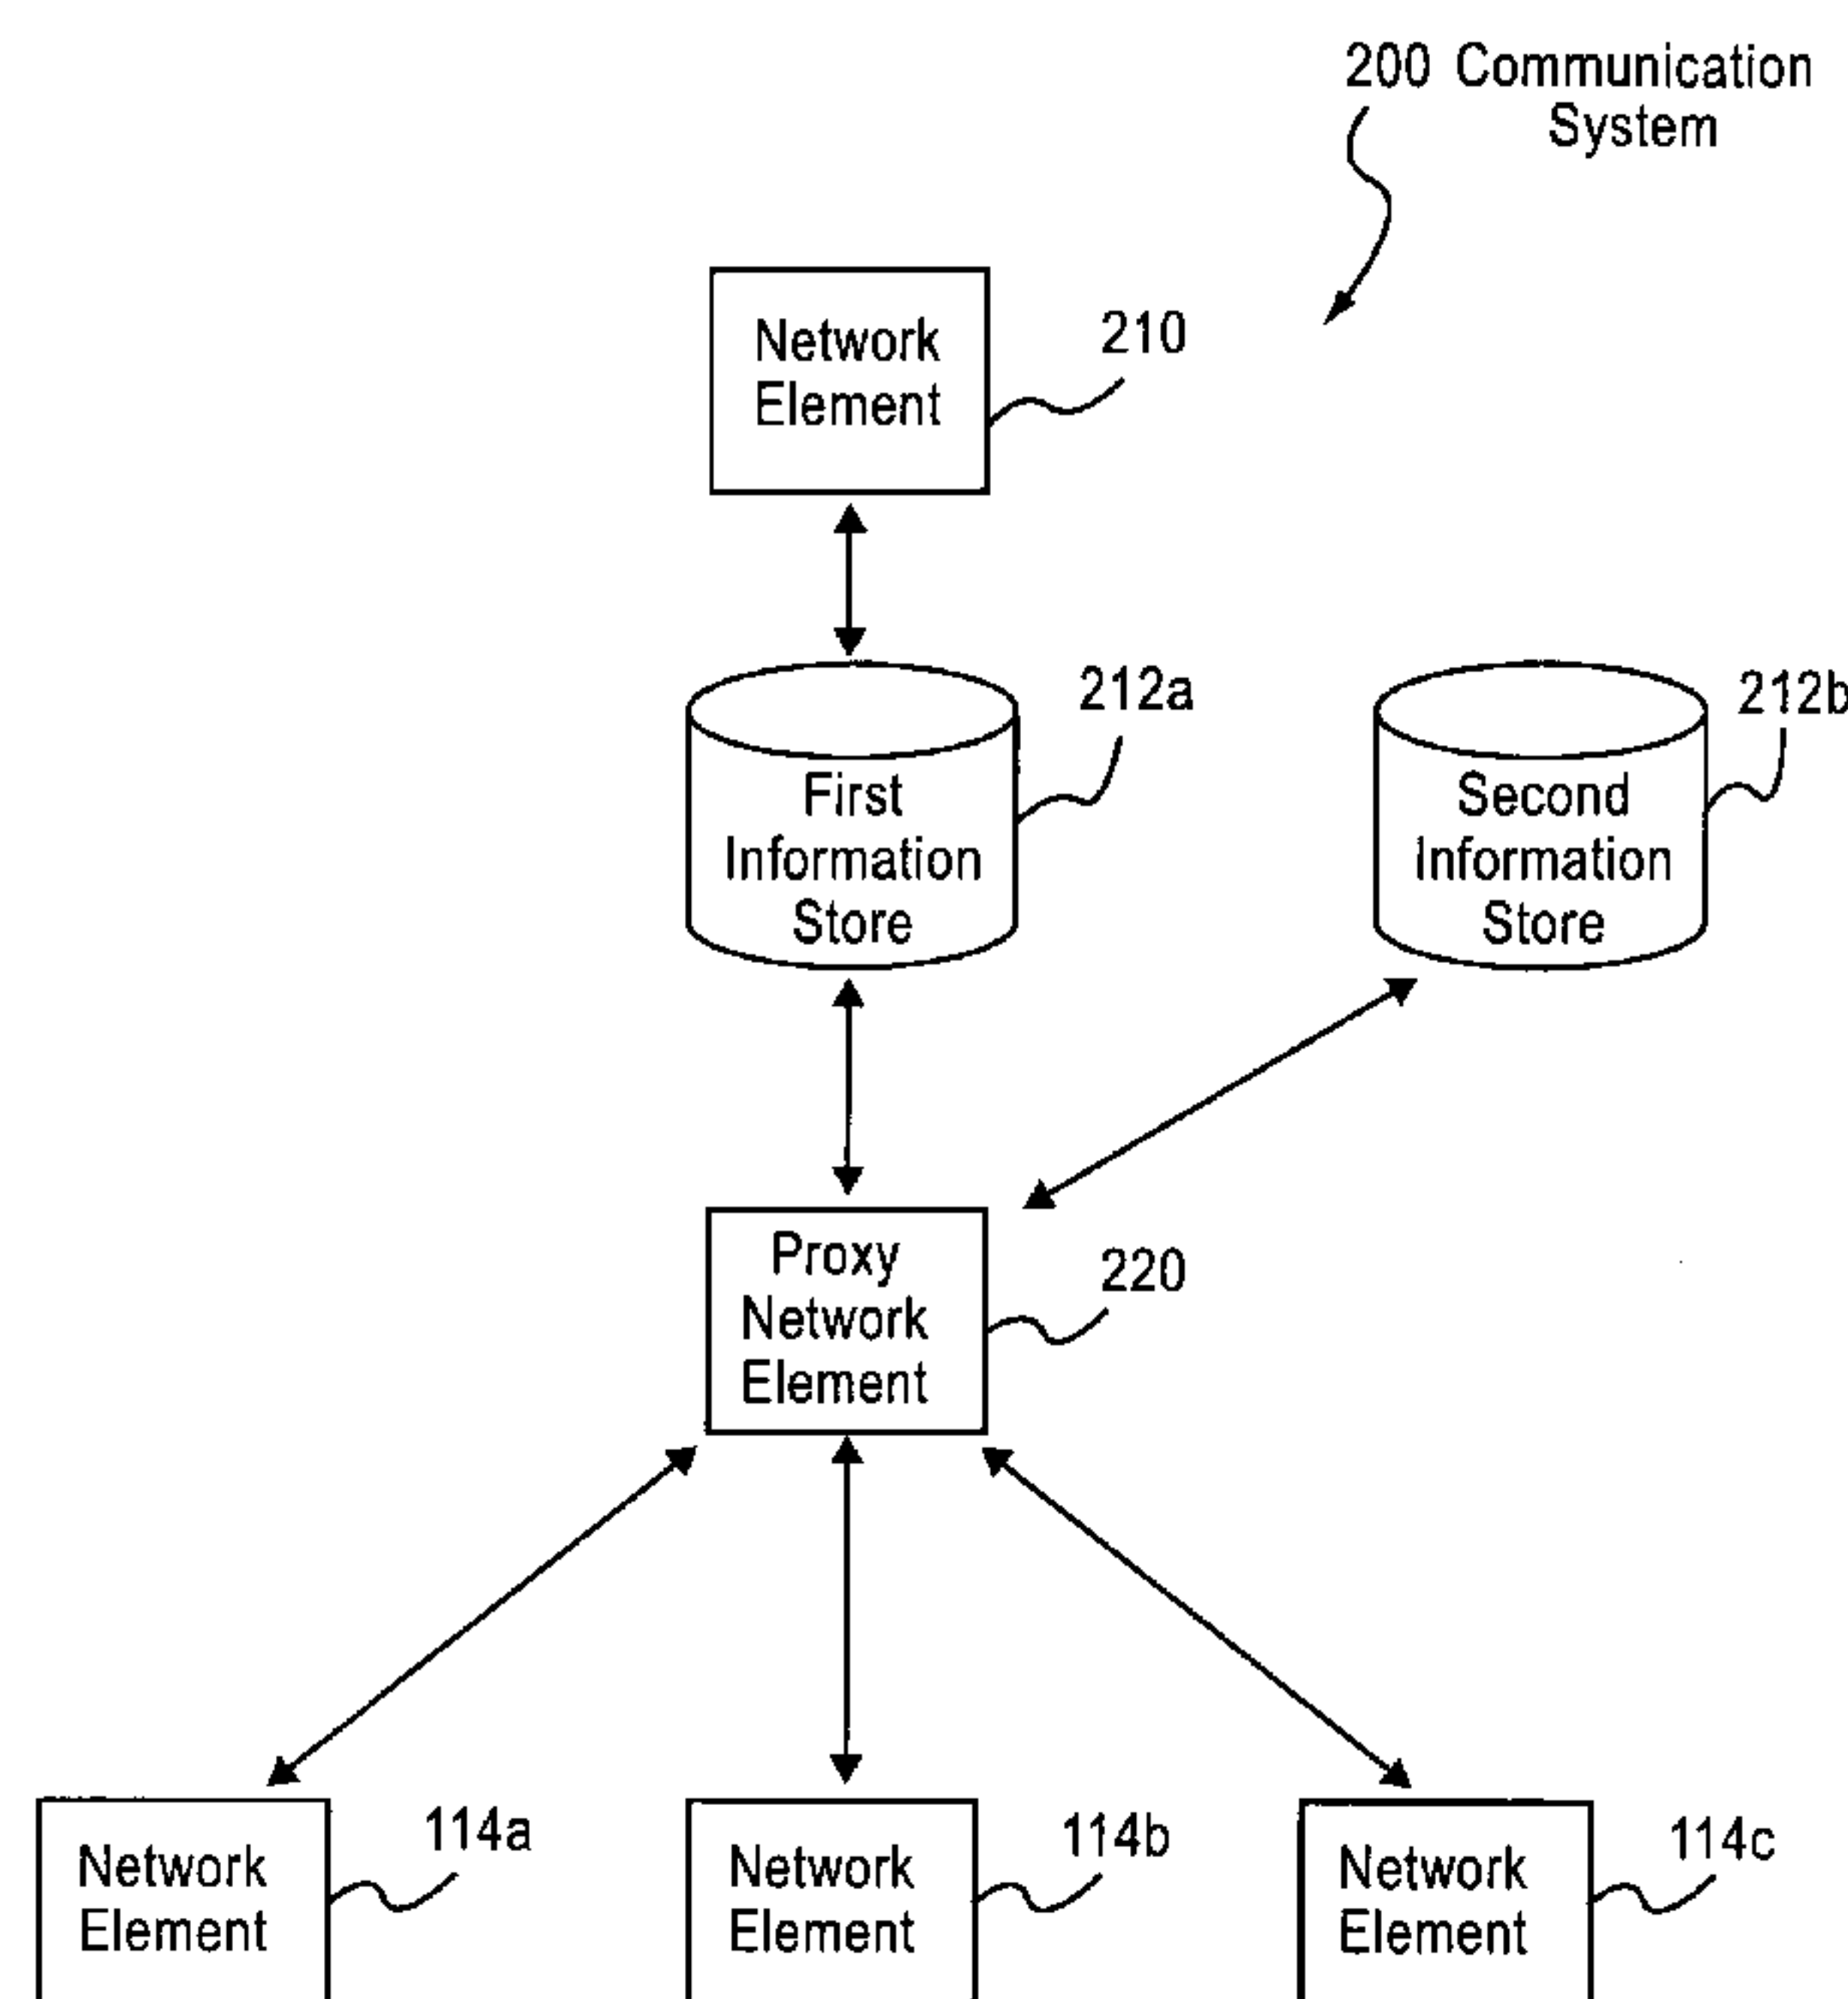 200 Communication
System
Network
Element
210
First
Information
Store
212a
Second
Information
Store
212b
Proxy
Network
Element
220
Network
Element
114a
Network
Element
114b
Network
Element
114c